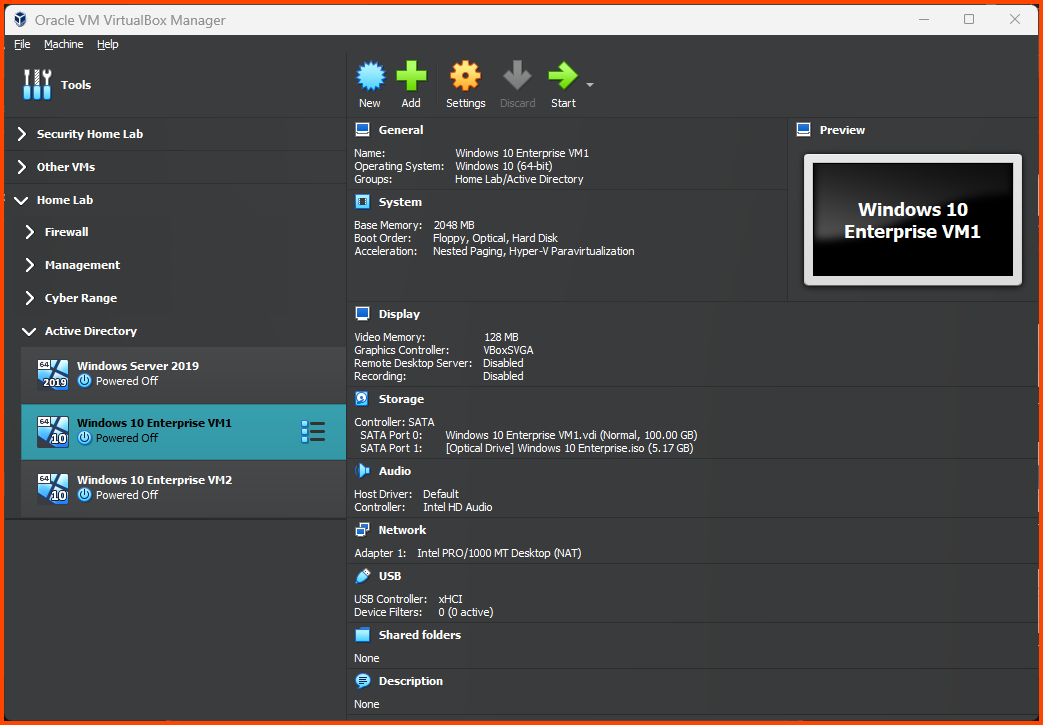 Oracle VM VirtualBox Manager
File Machine Help
Tools
New Add Settings Discard Start
Security Home Lab
Other VMs
Home Lab
Firewall
Management
Cyber Range
Active Directory
64 2019
Windows Server 2019
Powered Off
64 10
Windows 10 Enterprise VM1
Powered Off
64 10
Windows 10 Enterprise VM2
Powered Off
General
Name: Windows 10 Enterprise VM1
Operating System: Windows 10 (64-bit)
Groups: Home Lab/Active Directory
System
Base Memory: 2048 MB
Boot Order: Floppy, Optical, Hard Disk
Acceleration: Nested Paging, Hyper-V Paravirtualization
Preview
Windows 10
Enterprise VM1
Display
Video Memory: 128 MB
Graphics Controller: VBoxSVGA
Remote Desktop Server: Disabled
Recording: Disabled
Storage
Controller: SATA
SATA Port 0: Windows 10 Enterprise VM1.vdi (Normal, 100.00 GB)
SATA Port 1: [Optical Drive] Windows 10 Enterprise.iso (5.17 GB)
Audio
Host Driver: Default
Controller: Intel HD Audio
Network
Adapter 1: Intel PRO/1000 MT Desktop (NAT)
USB
USB Controller: xHCI
Device Filters: 0 (0 active)
Shared folders
None
Description
None